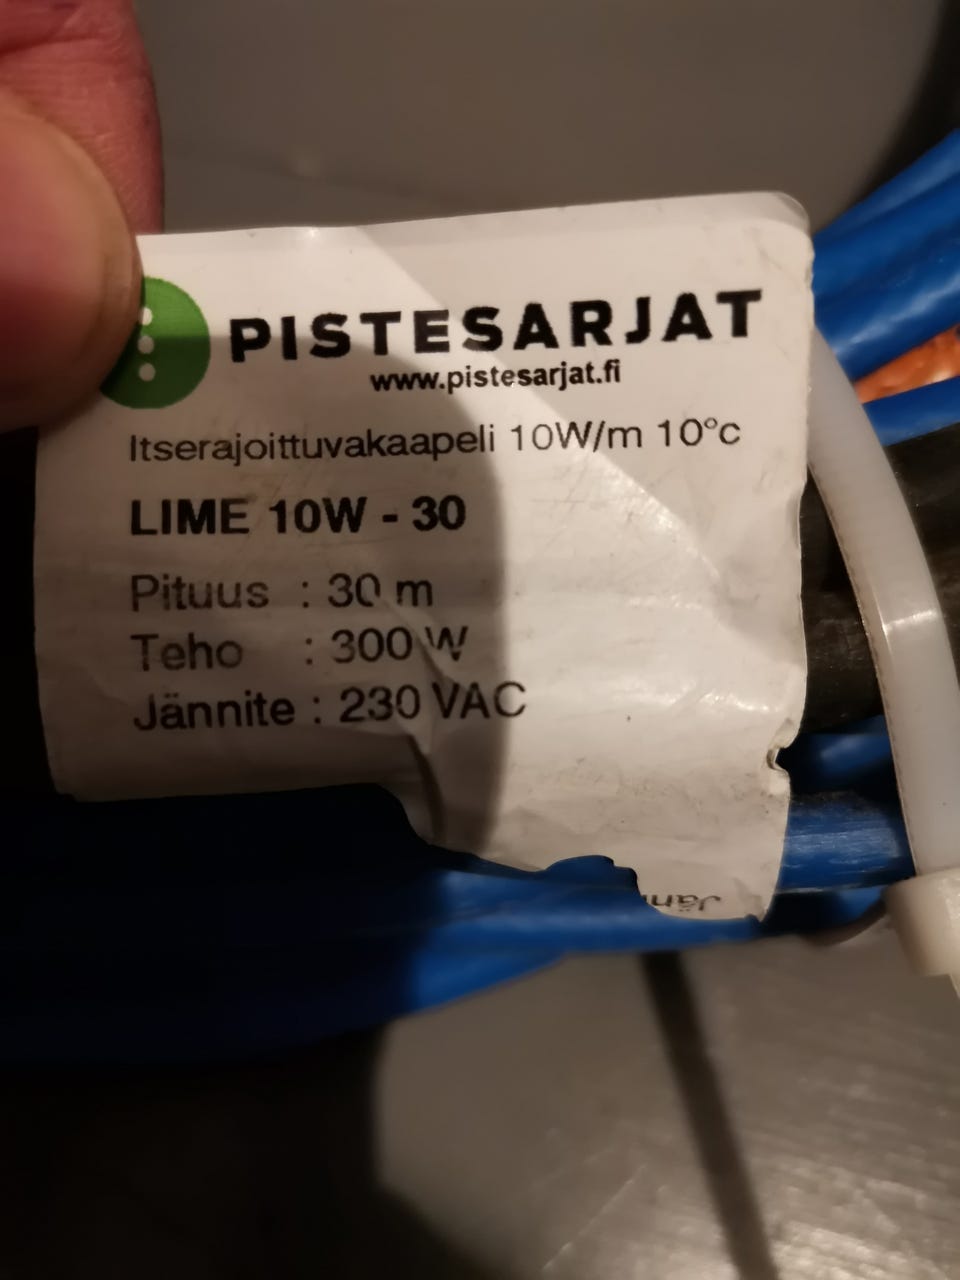 PISTESARJAT
www.pistesarjat.fi
Itserajoittuvakaapeli 10W/m 10°c
LIME 10W - 30
Pituus : 30 m
Teho : 300 W
Jännite : 230 VAC